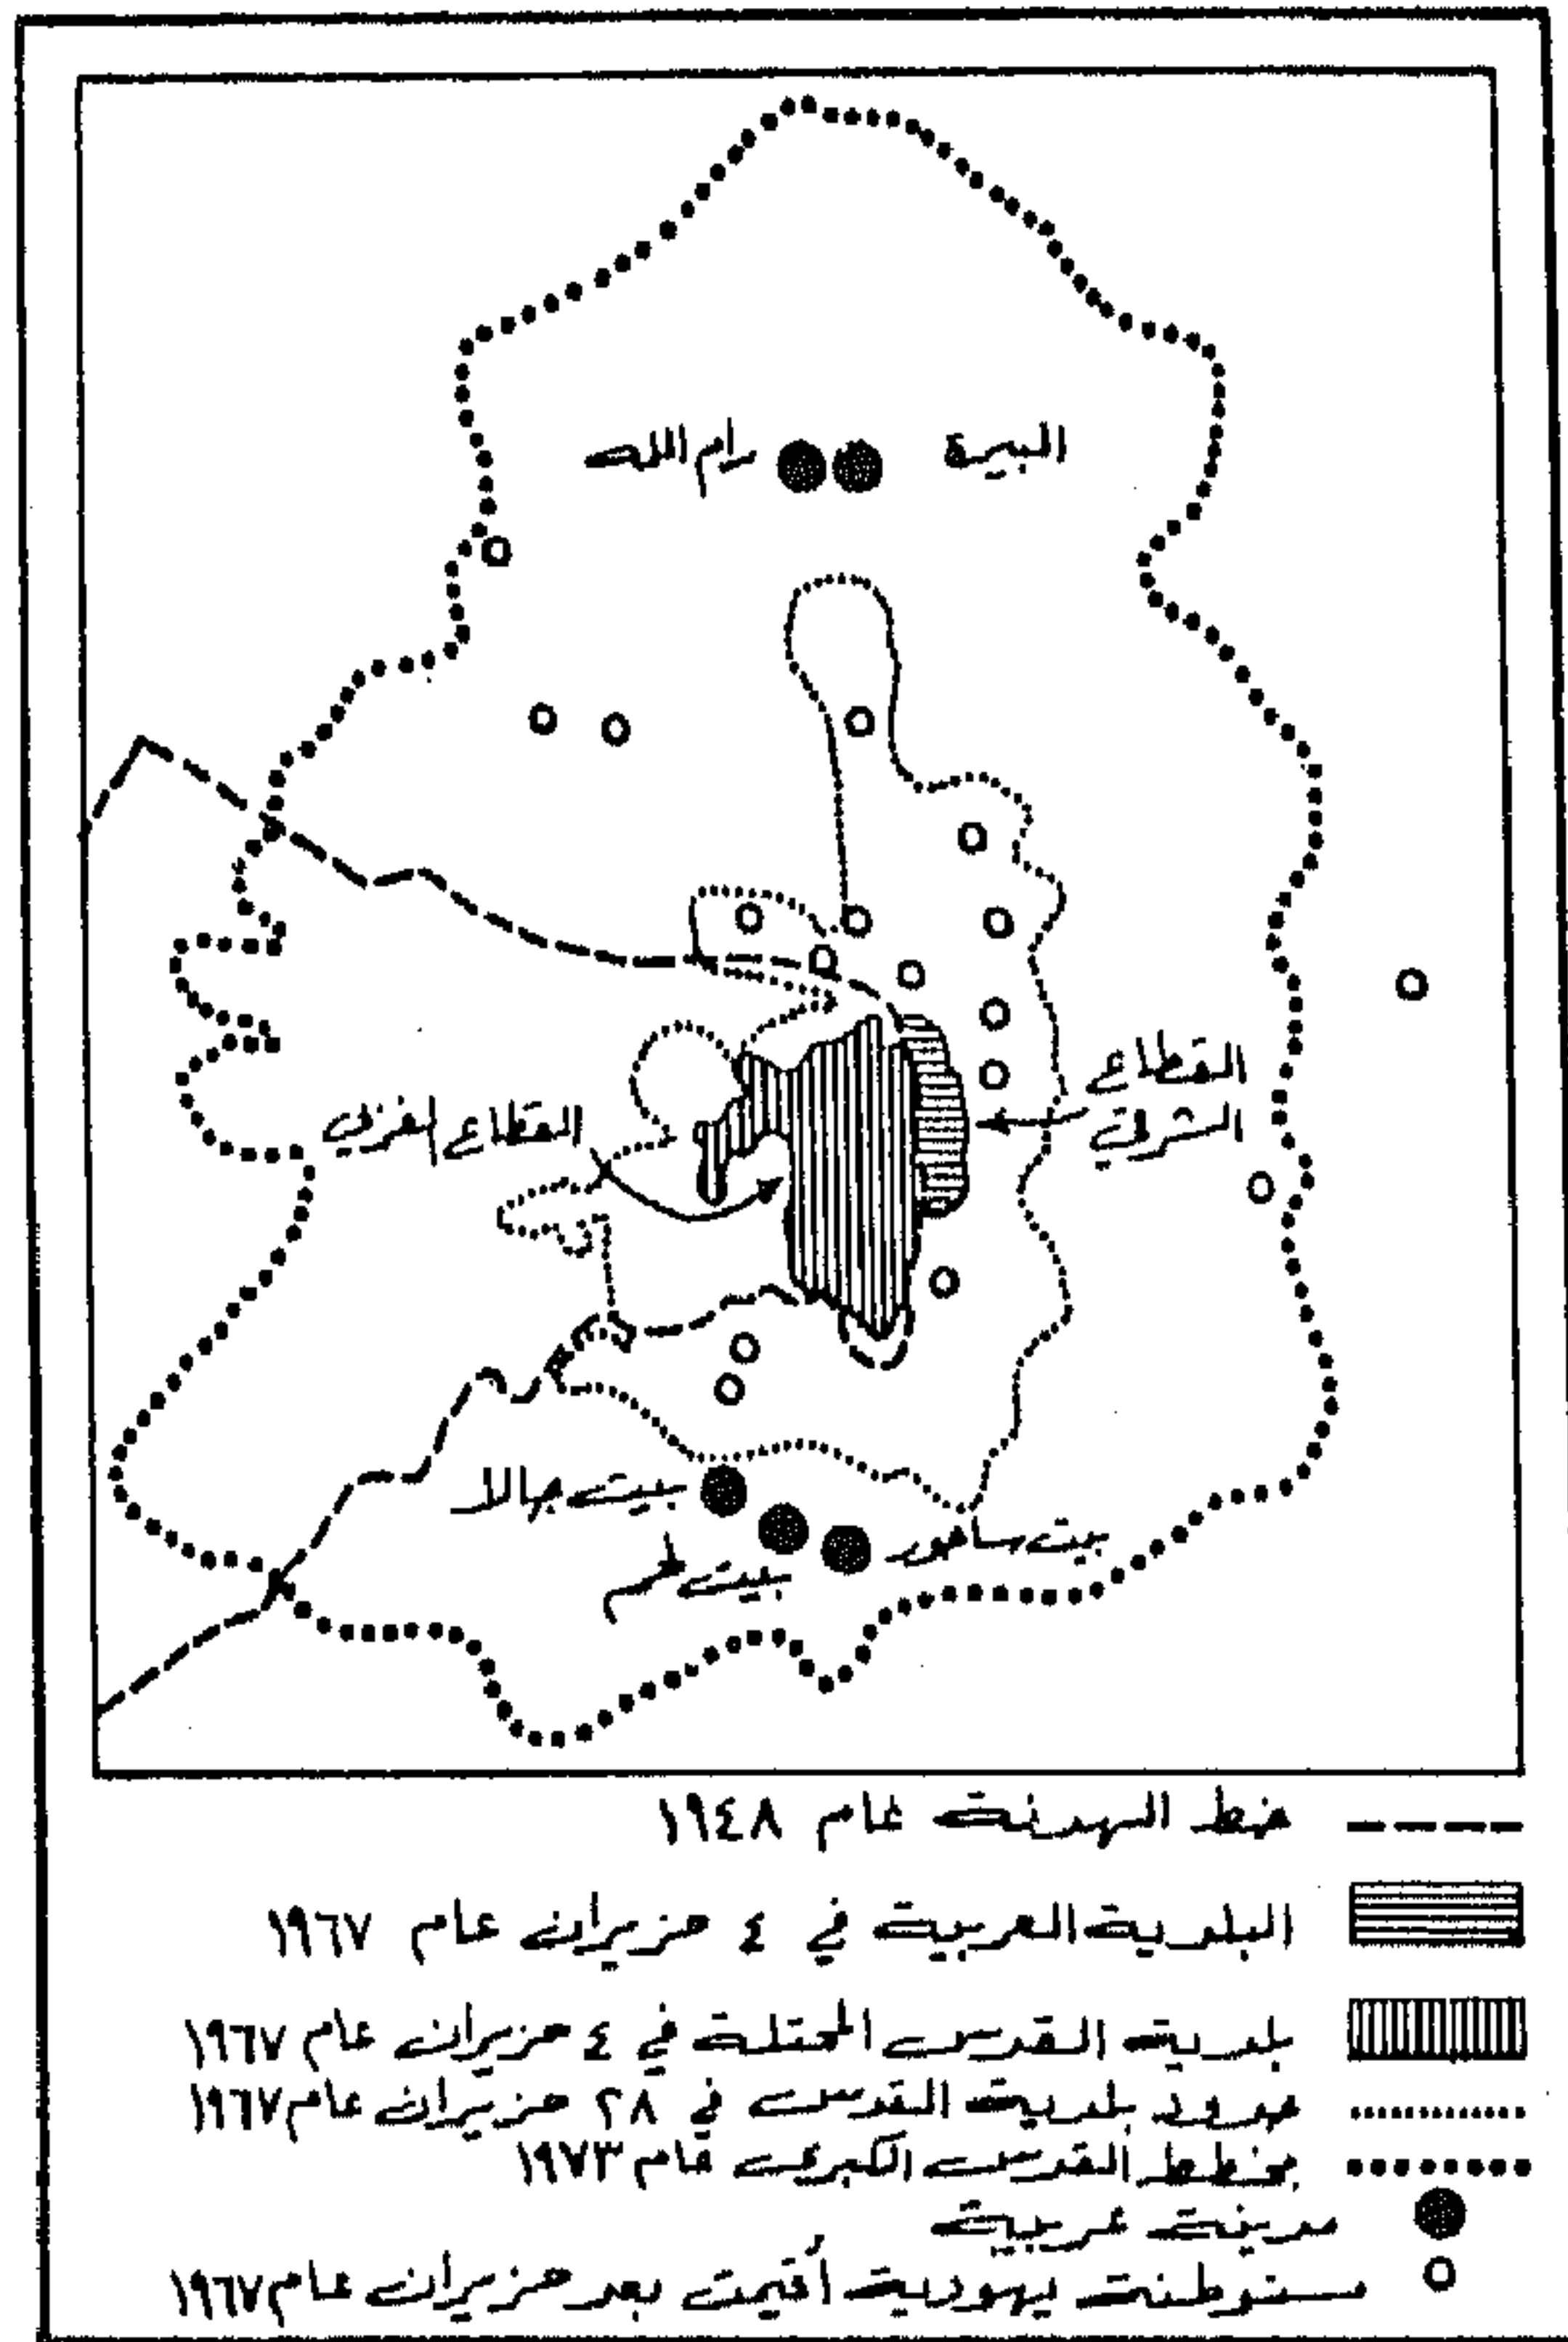 رام الله
البيرة
القطاع
الشرقي
القطاع الغربي
بيت جالا
بيت ساحور
بيت لحم
خط الهدنة عام ١٩٤٨
البلدية العربية في ٤ حزيران عام ١٩٦٧
بلدية القدس المحتلة في ٤ حزيران عام ١٩٦٧
حدود بلدية القدس في ٢٨ حزيران عام ١٩٦٧
مخطط القدس الكبرى عام ١٩٧٣
مدينة عربية
مستوطنة يهودية أقيمت بعد حزيران عام ١٩٦٧